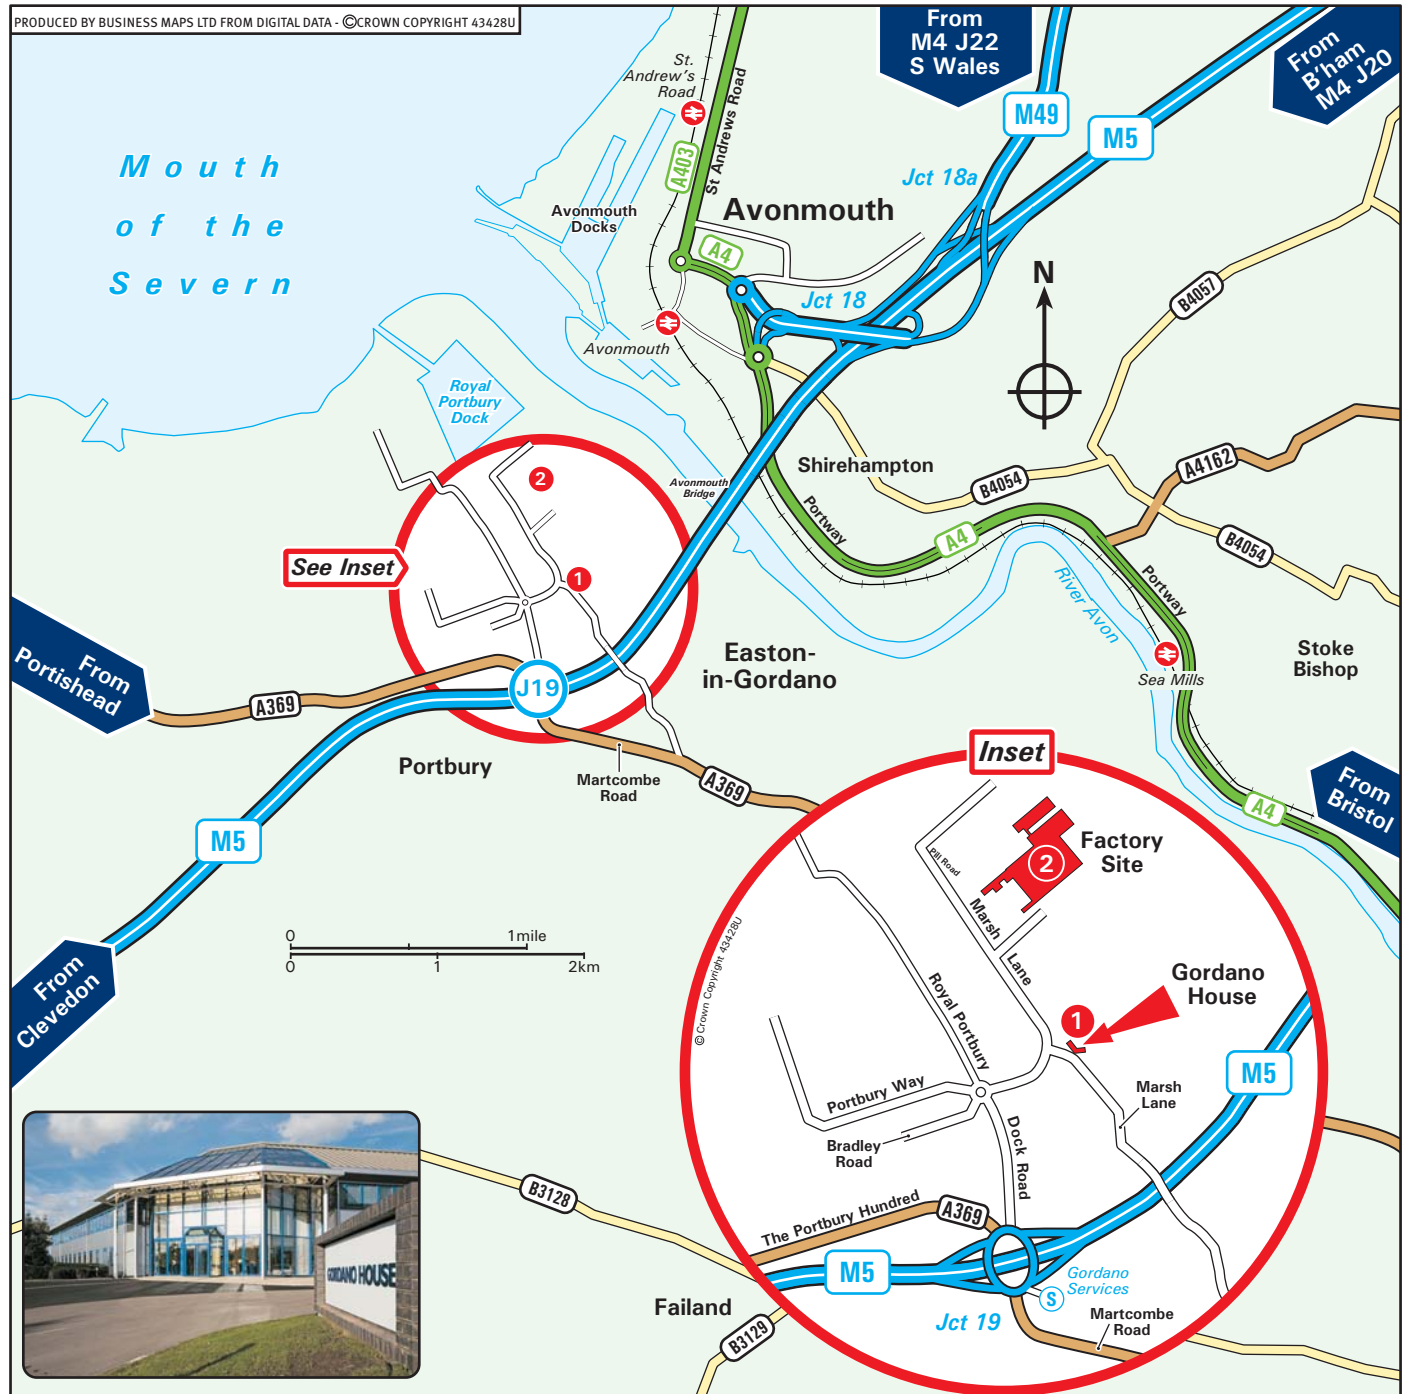 PRODUCED BY BUSINESS MAPS LTD FROM DIGITAL DATA - ©CROWN COPYRIGHT 43428U
From
M4 J22
S Wales
From
B'ham
M4 J20
St.
Andrew's
Road
St Andrews Road
A403
M49
M5
Jct 18a
Mouth
of the
Severn
Avonmouth
Docks
Avonmouth
A4
Jct 18
N
B4057
Avonmouth
Royal
Portbury
Dock
Shirehampton
A4162
B4054
Avonmouth
Bridge
2
Portway
A4
B4054
See Inset
1
River Avon
Portway
Easton-
in-Gordano
Stoke
Bishop
Sea Mills
From
Portishead
A369
J19
Portbury
Martcombe
Road
A369
Inset
From
Bristol
A4
M5
Pill Road
Factory
Site
2
Marsh
Lane
0 1mile
0 1 2km
From
Clevedon
© Crown Copyright 43428U
Royal Portbury
Gordano
House
1
M5
Portbury Way
Marsh
Lane
Bradley
Road
Dock Road
B3128
The Portbury Hundred
A369
GORDANO HOUSE
M5
Gordano
Services
S
Failand
Jct 19
Martcombe
Road
B3129